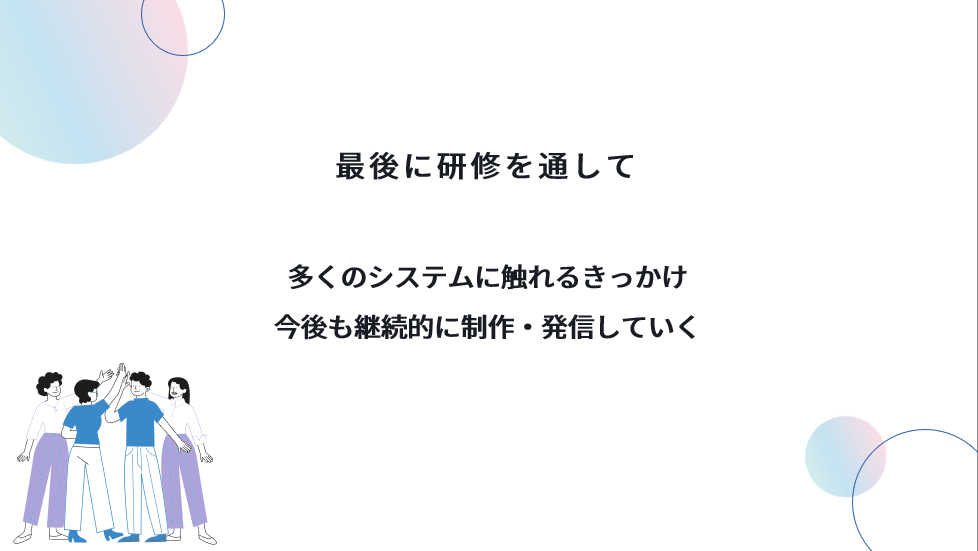 最後に研修を通して
多くのシステムに触れるきっかけ
今後も継続的に制作・発信していく